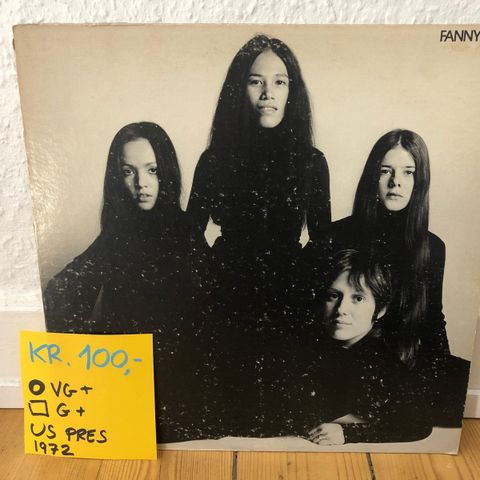 FANNY
KR. 100,-
VG+
G+
US PRES
1972